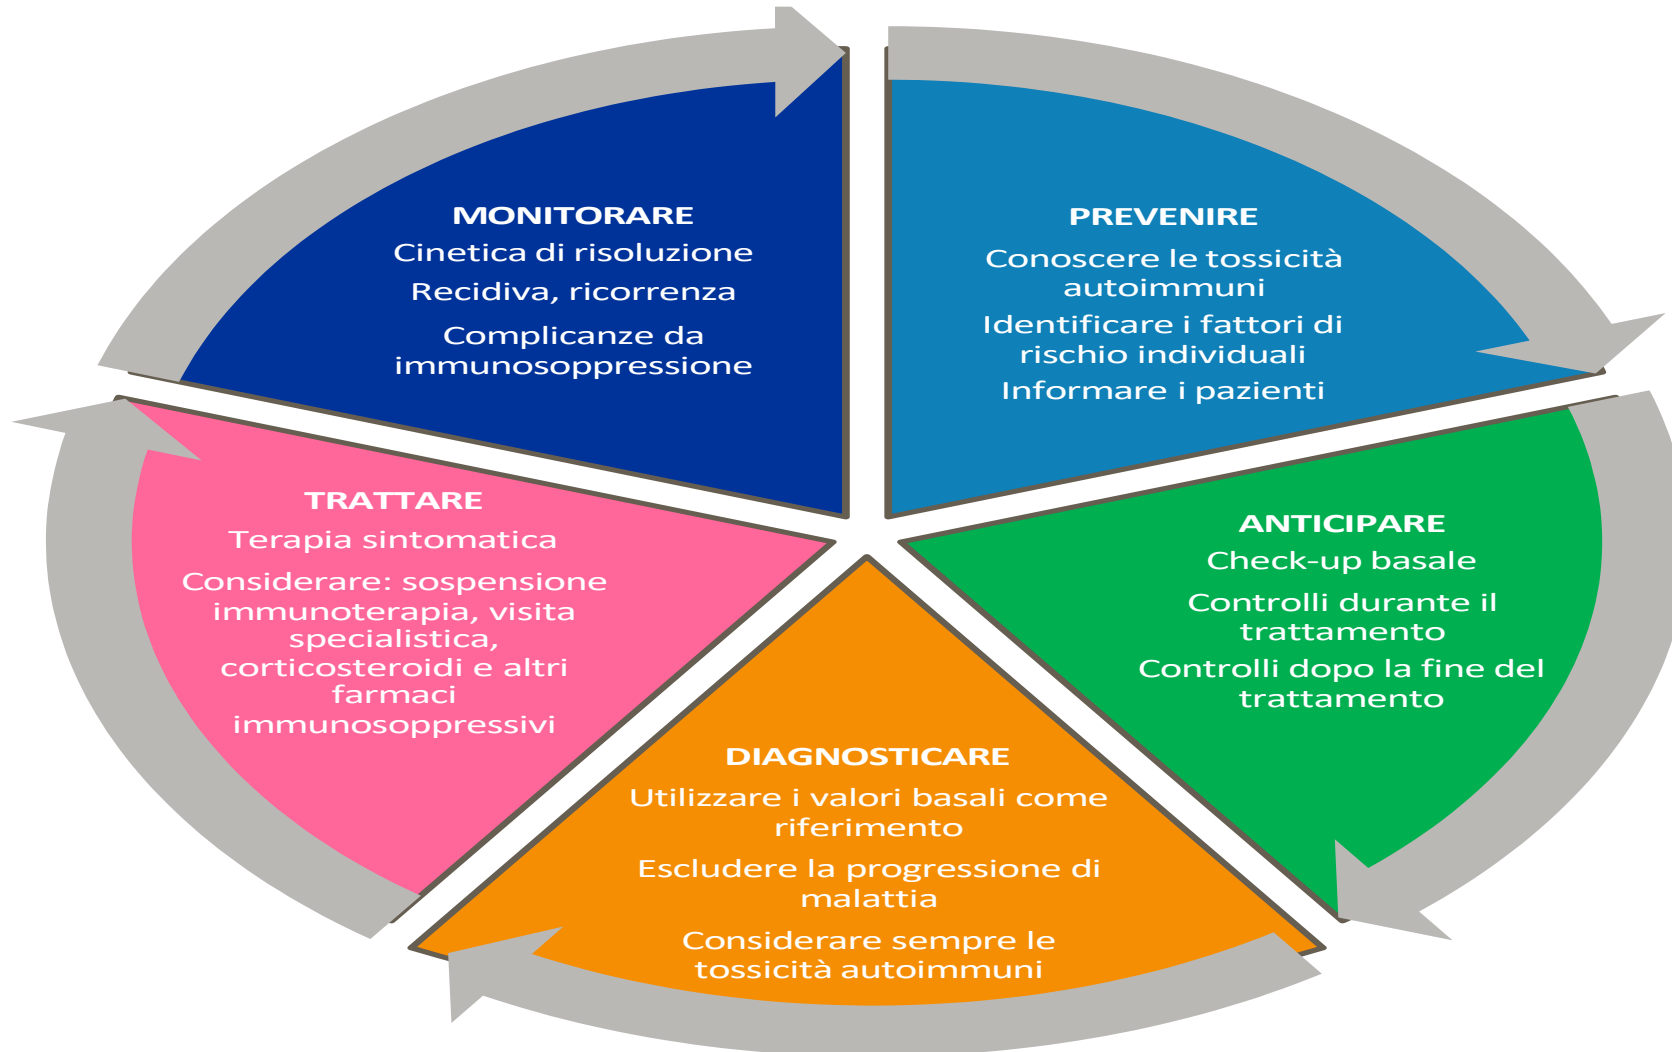 MONITORARE
Cinetica di risoluzione
Recidiva, ricorrenza
Complicanze da
immunosoppressione
PREVENIRE
Conoscere le tossicità
autoimmuni
Identificare i fattori di
rischio individuali
Informare i pazienti
TRATTARE
Terapia sintomatica
Considerare: sospensione
immunoterapia, visita
specialistica,
corticosteroidi e altri
farmaci
immunosoppressivi
ANTICIPARE
Check-up basale
Controlli durante il
trattamento
Controlli dopo la fine del
trattamento
DIAGNOSTICARE
Utilizzare i valori basali come
riferimento
Escludere la progressione di
malattia
Considerare sempre le
tossicità autoimmuni